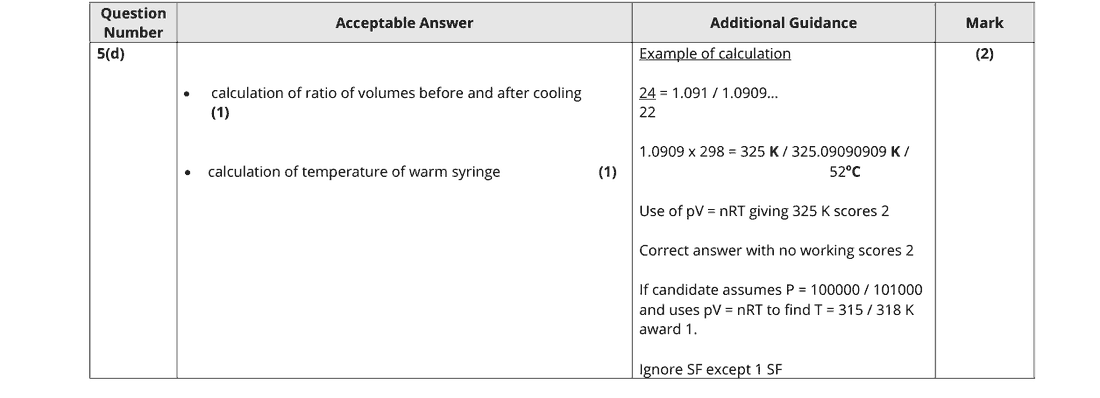 Question Number
Acceptable Answer
Additional Guidance
Mark
5(d)
• calculation of ratio of volumes before and after cooling
(1)
• calculation of temperature of warm syringe (1)
Example of calculation
24 = 1.091 / 1.0909...
22
1.0909 x 298 = 325 K / 325.09090909 K /
52°C
Use of pV = nRT giving 325 K scores 2
Correct answer with no working scores 2
If candidate assumes P = 100000 / 101000
and uses pV = nRT to find T = 315 / 318 K
award 1.
Ignore SF except 1 SF
(2)